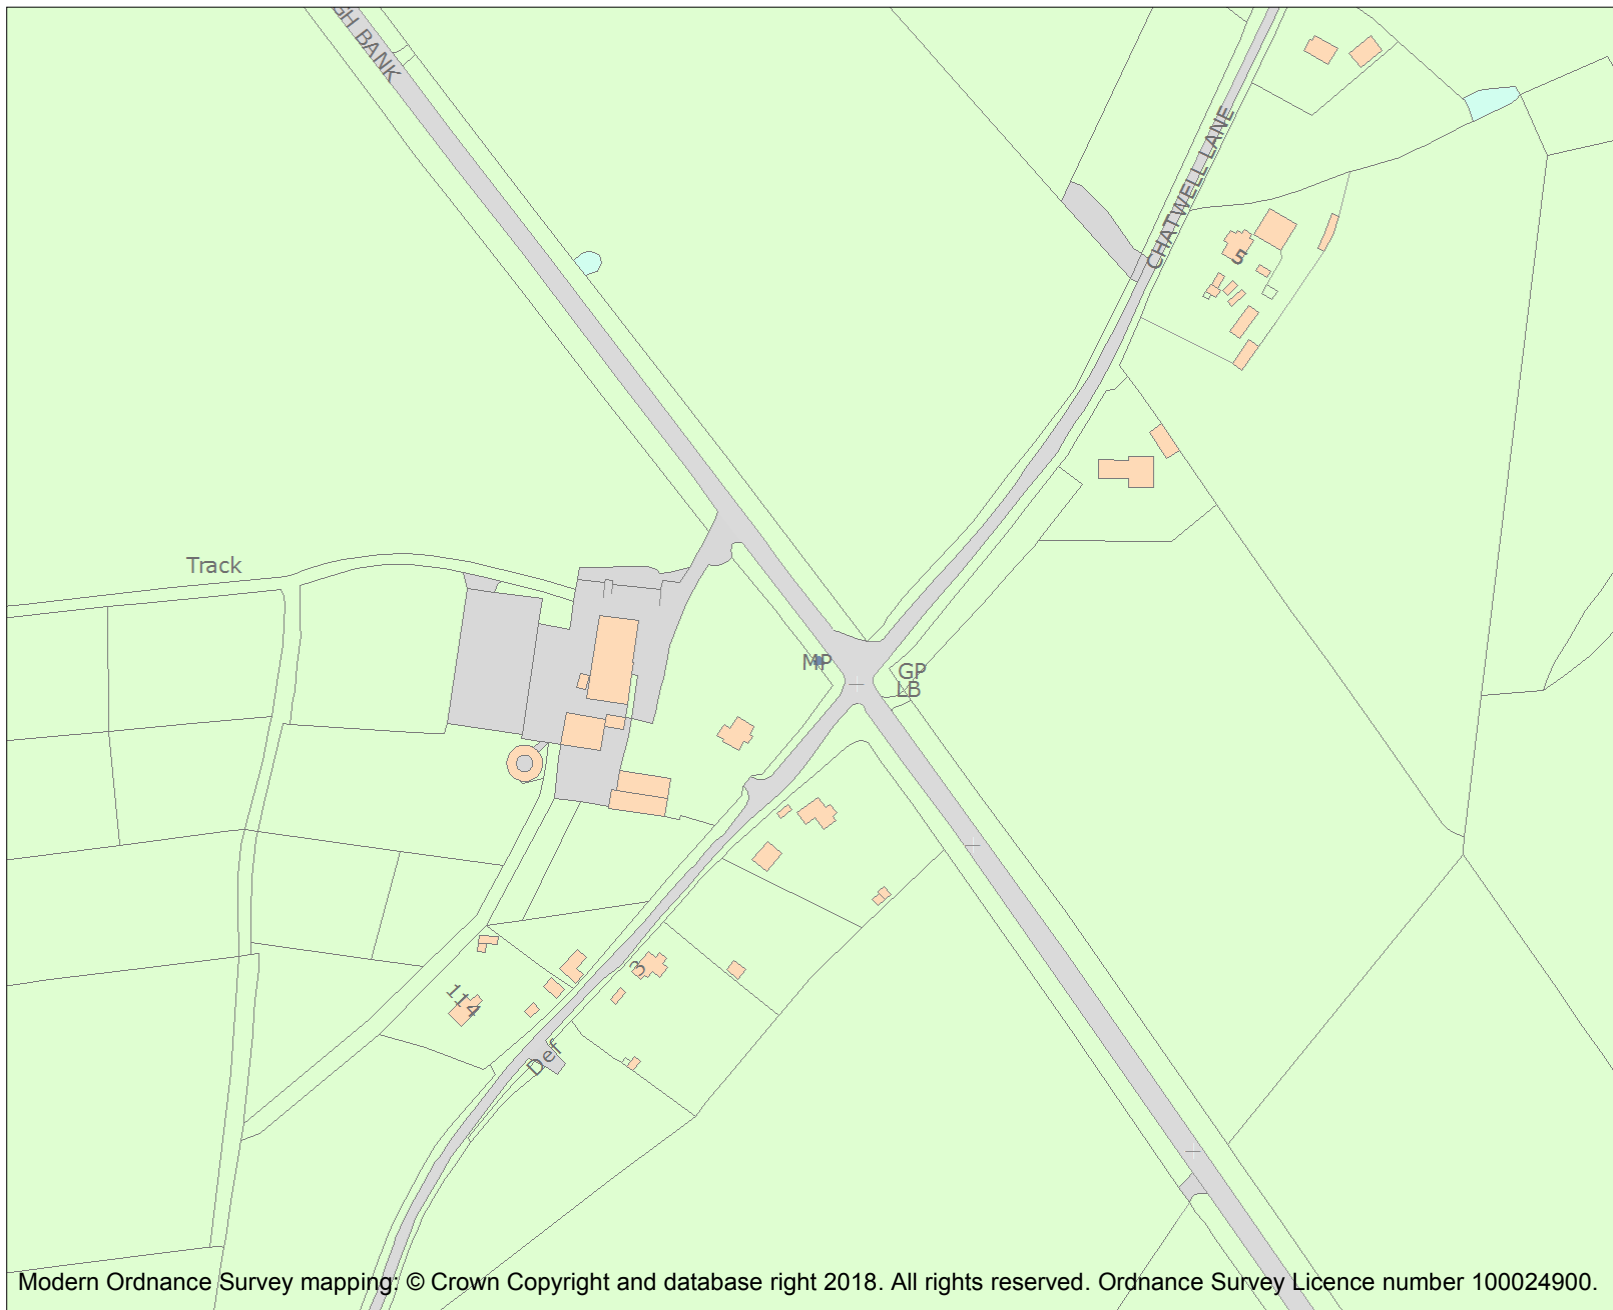 GH BANK
CHATWELL LANE
5
Track
MP
GP
LB
3
114
Def
Modern Ordnance Survey mapping: © Crown Copyright and database right 2018. All rights reserved. Ordnance Survey Licence number 100024900.